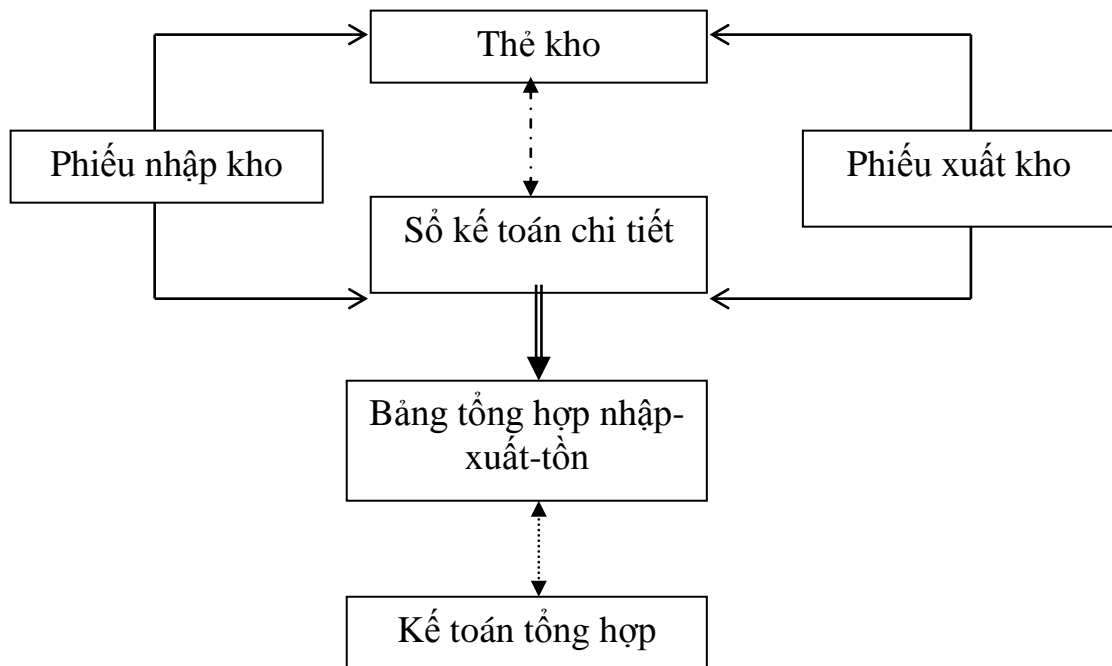 Thẻ kho
Phiếu nhập kho
Phiếu xuất kho
Sổ kế toán chi tiết
Bảng tổng hợp nhập-
xuất-tồn
Kế toán tổng hợp